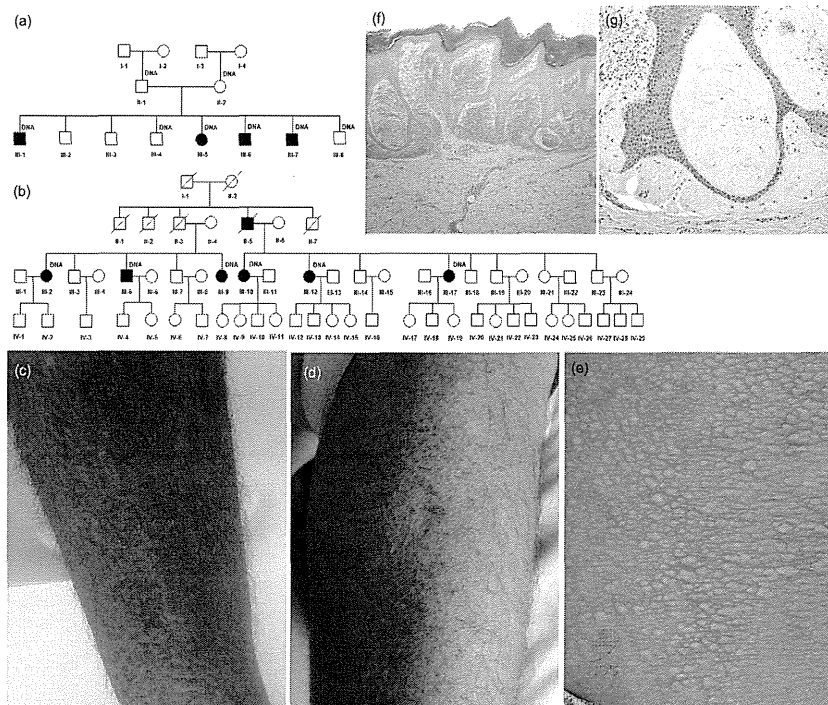 (a)
I-1 I-2 I-3 I-4
DNA DNA
II-1 II-2
DNA DNA DNA DNA DNA DNA
III-1 III-2 III-3 III-4 III-5 III-6 III-7 III-8
(b)
I-1 I-2
II-1 II-2 II-3 II-4 II-5 II-6 II-7
DNA DNA DNA DNA DNA DNA
III-1 III-2 III-3 III-4 III-5 III-6 III-7 III-8 III-9 III-10 III-11 III-12 III-13 III-14 III-15 III-16 III-17 III-18 III-19 III-20 III-21 III-22 III-23 III-24
IV-1 IV-2 IV-3 IV-4 IV-5 IV-6 IV-7 IV-8 IV-9 IV-10 IV-11 IV-12 IV-13 IV-14 IV-15 IV-16 IV-17 IV-18 IV-19 IV-20 IV-21 IV-22 IV-23 IV-24 IV-25 IV-26 IV-27 IV-28
(f)
(g)
(c)
(d)
(e)